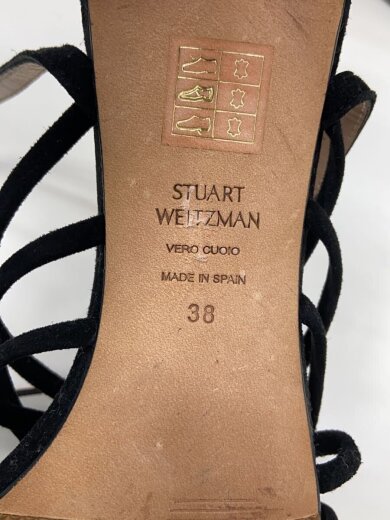 STUART
WEITZMAN
VERO CUOIO
MADE IN SPAIN
38